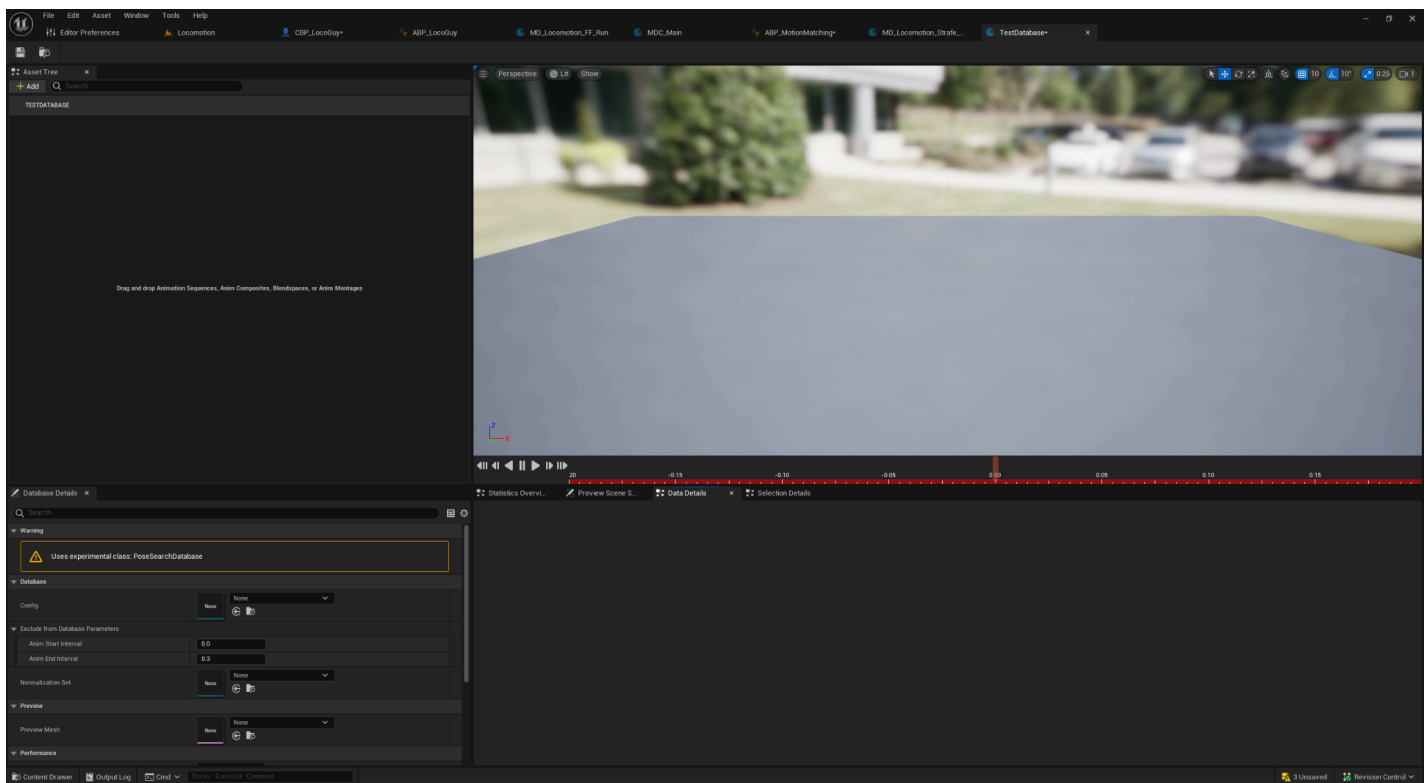 File Edit Asset Window Tools Help
Editor Preferences Locomotion CBP_LocoGuy* ABP_LocoGuy MD_Locomotion_FF_Run MDC_Main ABP_MotionMatching* MD_Locomotion_Strafe_... TestDatabase*
Asset Tree
+ Add Search
TESTDATABASE
Drag and drop Animation Sequences, Anim Composites, Blendspaces, or Anim Montages
Perspective Lit Show 10 10° 0.25 1
Z
X
20 -0.15 -0.10 -0.05 0.00 0.05 0.10 0.15
Database Details
Search
Warning
Uses experimental class: PoseSearchDatabase
Database
Config None None
Exclude from Database Parameters
Anim Start Interval 0.0
Anim End Interval 0.3
Normalization Set None None
Preview
Preview Mesh None None
Performance
Statistics Overvi... Preview Scene S... Data Details Selection Details
Content Drawer Output Log Cmd Enter Console Command 3 Unsaved Revision Control